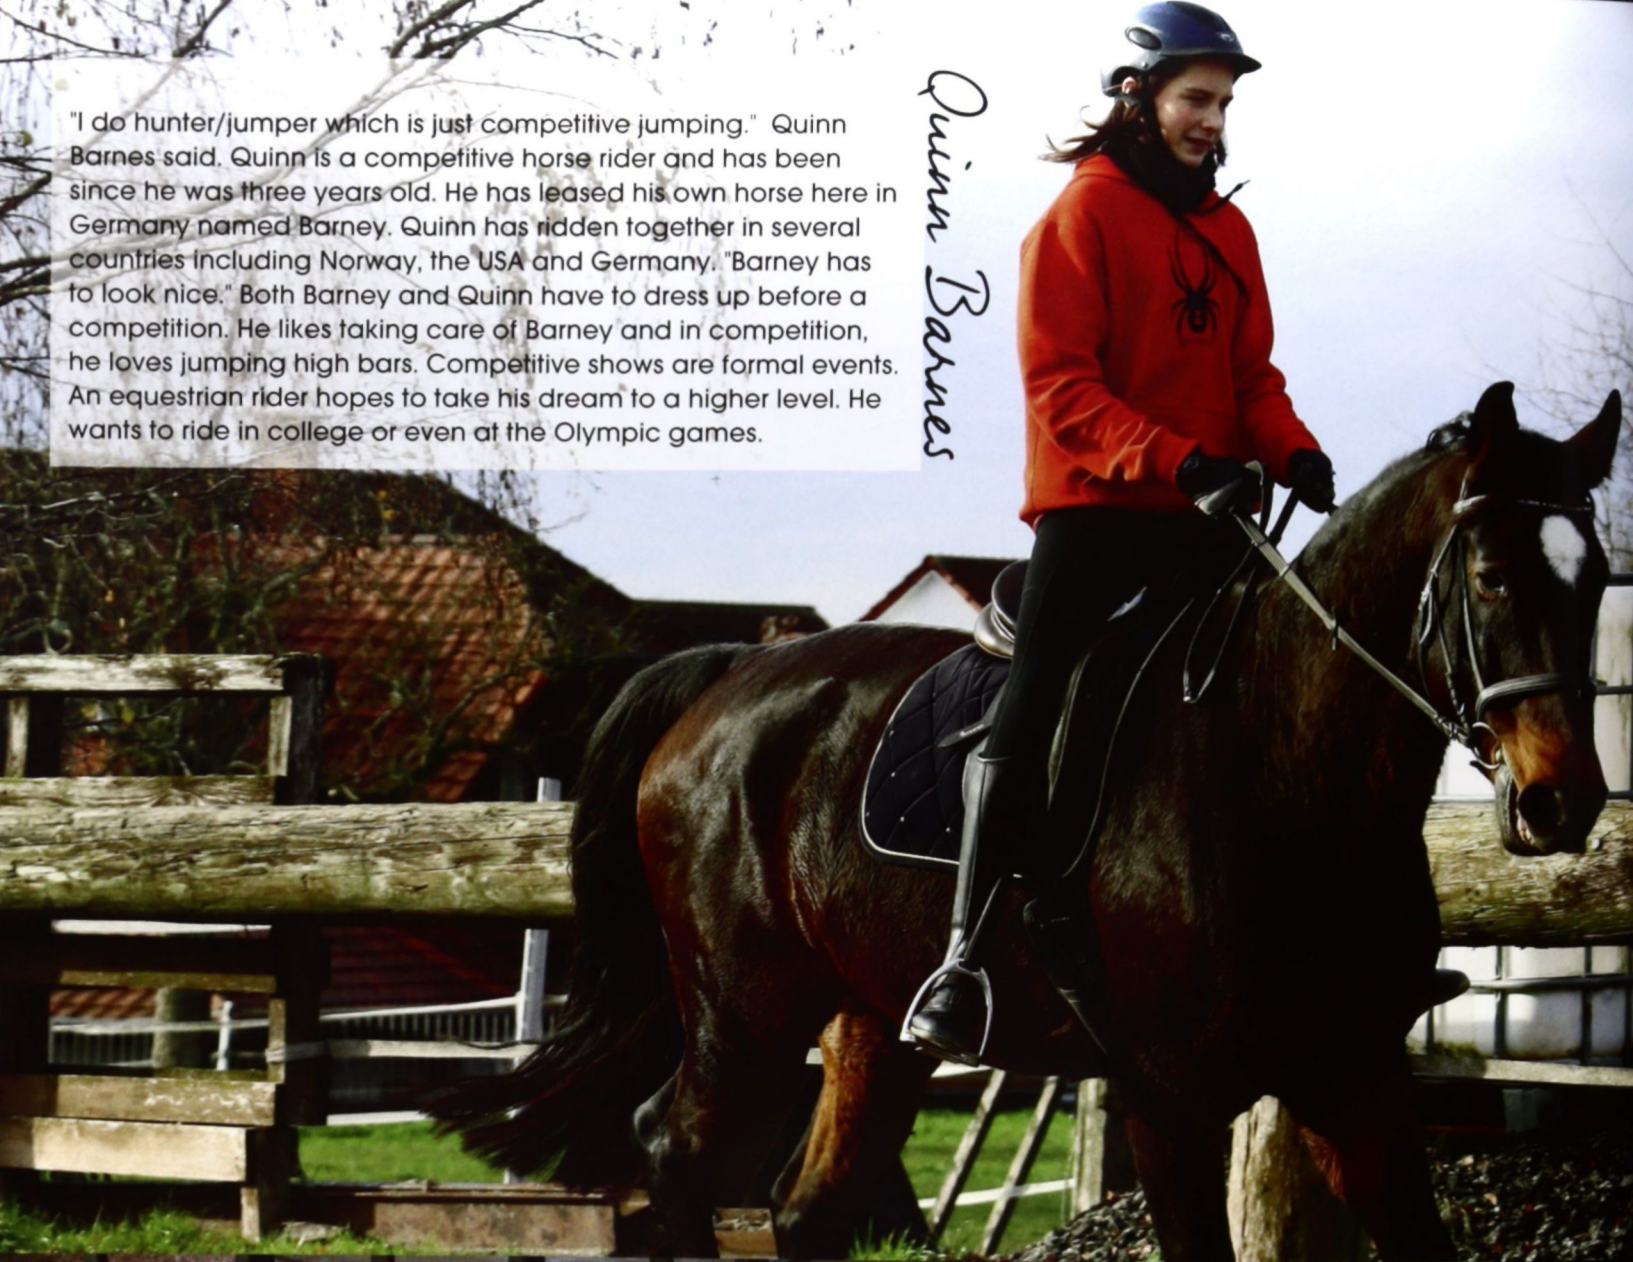 "I do hunter/jumper which is just competitive jumping."  Quinn
Barnes said. Quinn is a competitive horse rider and has been
since he was three years old. He has leased his own horse here in
Germany named Barney. Quinn has ridden together in several
countries including Norway, the USA and Germany. "Barney has
to look nice." Both Barney and Quinn have to dress up before a
competition. He likes taking care of Barney and in competition,
he loves jumping high bars. Competitive shows are formal events.
An equestrian rider hopes to take his dream to a higher level. He
wants to ride in college or even at the Olympic games.
Quinn Barnes